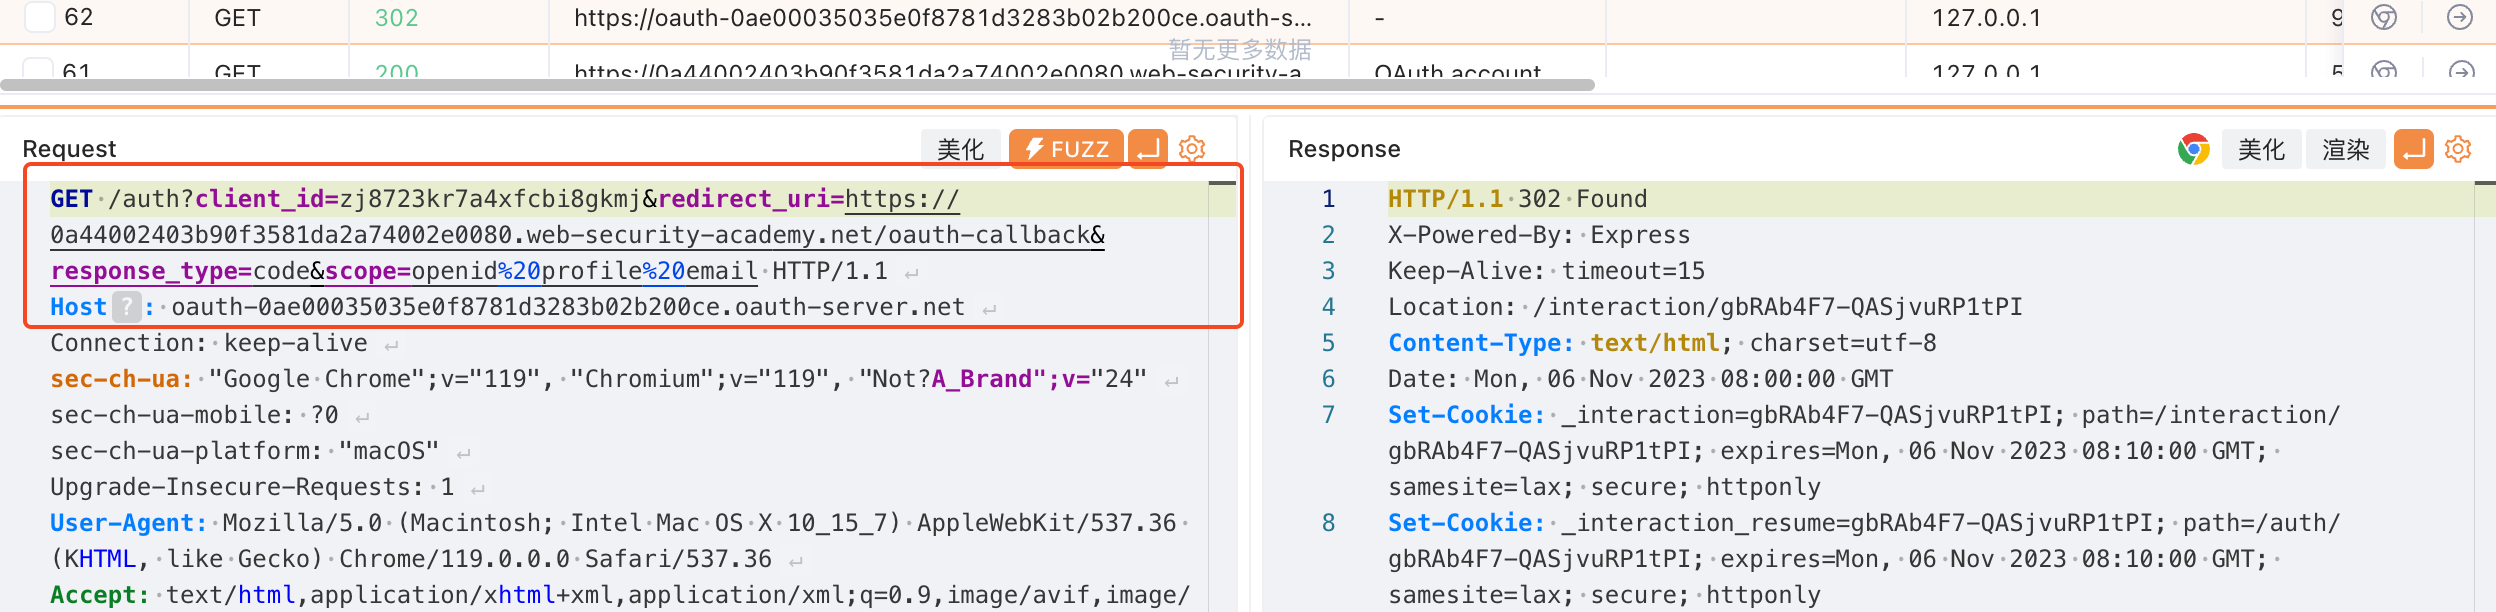 62 GET 302 https://oauth-0ae00035035e0f8781d3283b02b200ce.oauth-s... - 127.0.0.1 9
暂无更多数据
61 GET 200 https://0a44002403b90f3581da2a74002e0080.web-security-a OAuth account 127.0.0.1 5
Request 美化 FUZZ
GET /auth?client_id=zj8723kr7a4xfcbi8gkmj&redirect_uri=https://
0a44002403b90f3581da2a74002e0080.web-security-academy.net/oauth-callback&
response_type=code&scope=openid%20profile%20email HTTP/1.1
Host ? : oauth-0ae00035035e0f8781d3283b02b200ce.oauth-server.net
Connection: keep-alive
sec-ch-ua: "Google Chrome";v="119", "Chromium";v="119", "Not?A_Brand";v="24"
sec-ch-ua-mobile: ?0
sec-ch-ua-platform: "macOS"
Upgrade-Insecure-Requests: 1
User-Agent: Mozilla/5.0 (Macintosh; Intel Mac OS X 10_15_7) AppleWebKit/537.36
(KHTML, like Gecko) Chrome/119.0.0.0 Safari/537.36
Accept: text/html,application/xhtml+xml,application/xml;q=0.9,image/avif,image/
Response 美化 渲染
1 HTTP/1.1 302 Found
2 X-Powered-By: Express
3 Keep-Alive: timeout=15
4 Location: /interaction/gbRAb4F7-QASjvuRP1tPI
5 Content-Type: text/html; charset=utf-8
6 Date: Mon, 06 Nov 2023 08:00:00 GMT
7 Set-Cookie: _interaction=gbRAb4F7-QASjvuRP1tPI; path=/interaction/
gbRAb4F7-QASjvuRP1tPI; expires=Mon, 06 Nov 2023 08:10:00 GMT;
samesite=lax; secure; httponly
8 Set-Cookie: _interaction_resume=gbRAb4F7-QASjvuRP1tPI; path=/auth/
gbRAb4F7-QASjvuRP1tPI; expires=Mon, 06 Nov 2023 08:10:00 GMT;
samesite=lax; secure; httponly